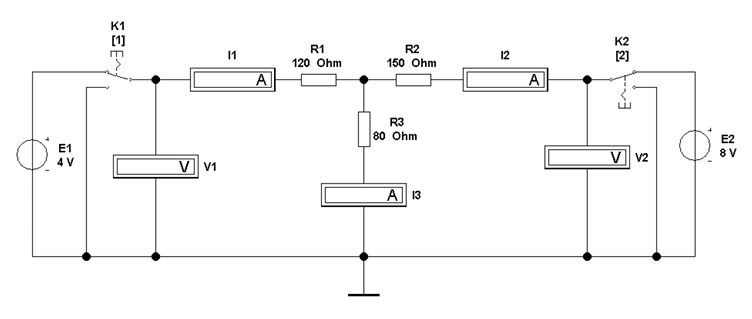 K1
[1]
I1
A
R1
120 Ohm
R2
150 Ohm
I2
A
K2
[2]
R3
80 Ohm
E1
4 V
+
-
V
V1
A
I3
V
V2
+
-
E2
8 V